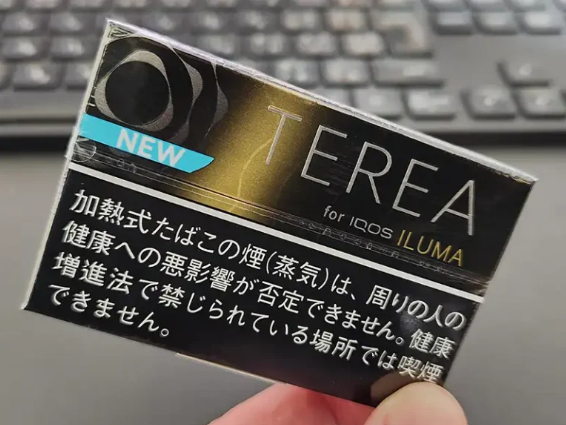 NEW
TEREA
for IQOS ILUMA
加熱式たばこの煙(蒸気)は、周りの人の
健康への悪影響が否定できません。健康
増進法で禁じられている場所では喫煙
できません。